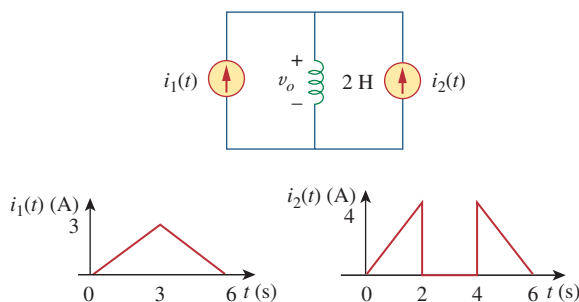 +
i₁(t) vₒ 2 H i₂(t)
−
i₁(t) (A)
3
0 3 6 t (s)
i₂(t) (A)
4
0 2 4 6 t (s)